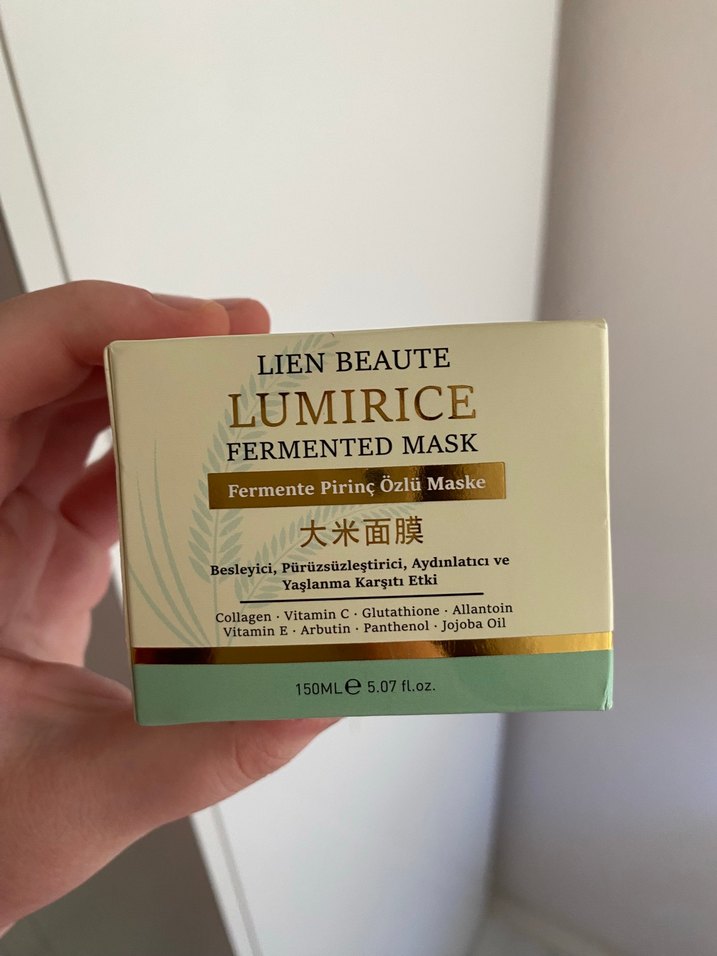 LIEN BEAUTE
LUMIRICE
FERMENTED MASK
Fermente Pirinç Özlü Maske
大米面膜
Besleyici, Pürüzsüzleştirici, Aydınlatıcı ve
Yaşlanma Karşıtı Etki
Collagen · Vitamin C · Glutathione · Allantoin
Vitamin E · Arbutin · Panthenol · Jojoba Oil
150ML ℮ 5.07 fl.oz.